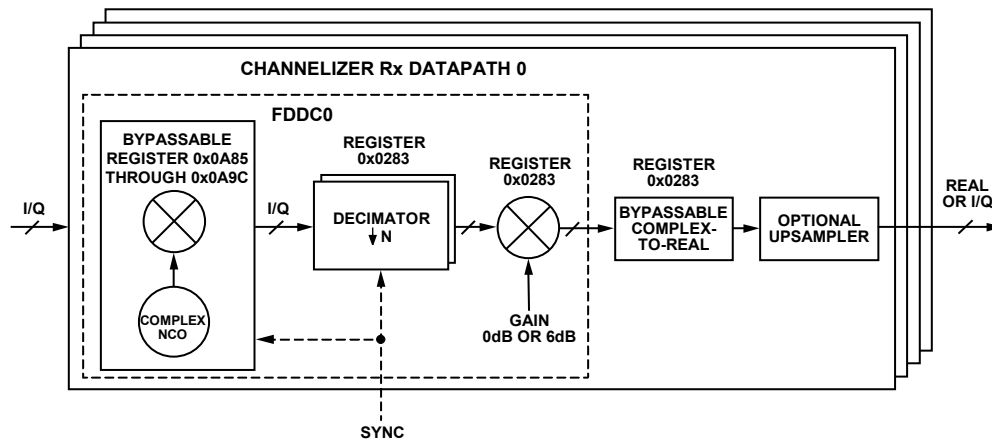 CHANNELIZER Rx DATAPATH 0
FDDC0
BYPASSABLE
REGISTER 0x0A85
THROUGH 0x0A9C
COMPLEX
NCO
I/Q
I/Q
REGISTER
0x0283
DECIMATOR
↓ N
REGISTER
0x0283
GAIN
0dB OR 6dB
REGISTER
0x0283
BYPASSABLE
COMPLEX-
TO-REAL
OPTIONAL
UPSAMPLER
REAL
OR I/Q
SYNC